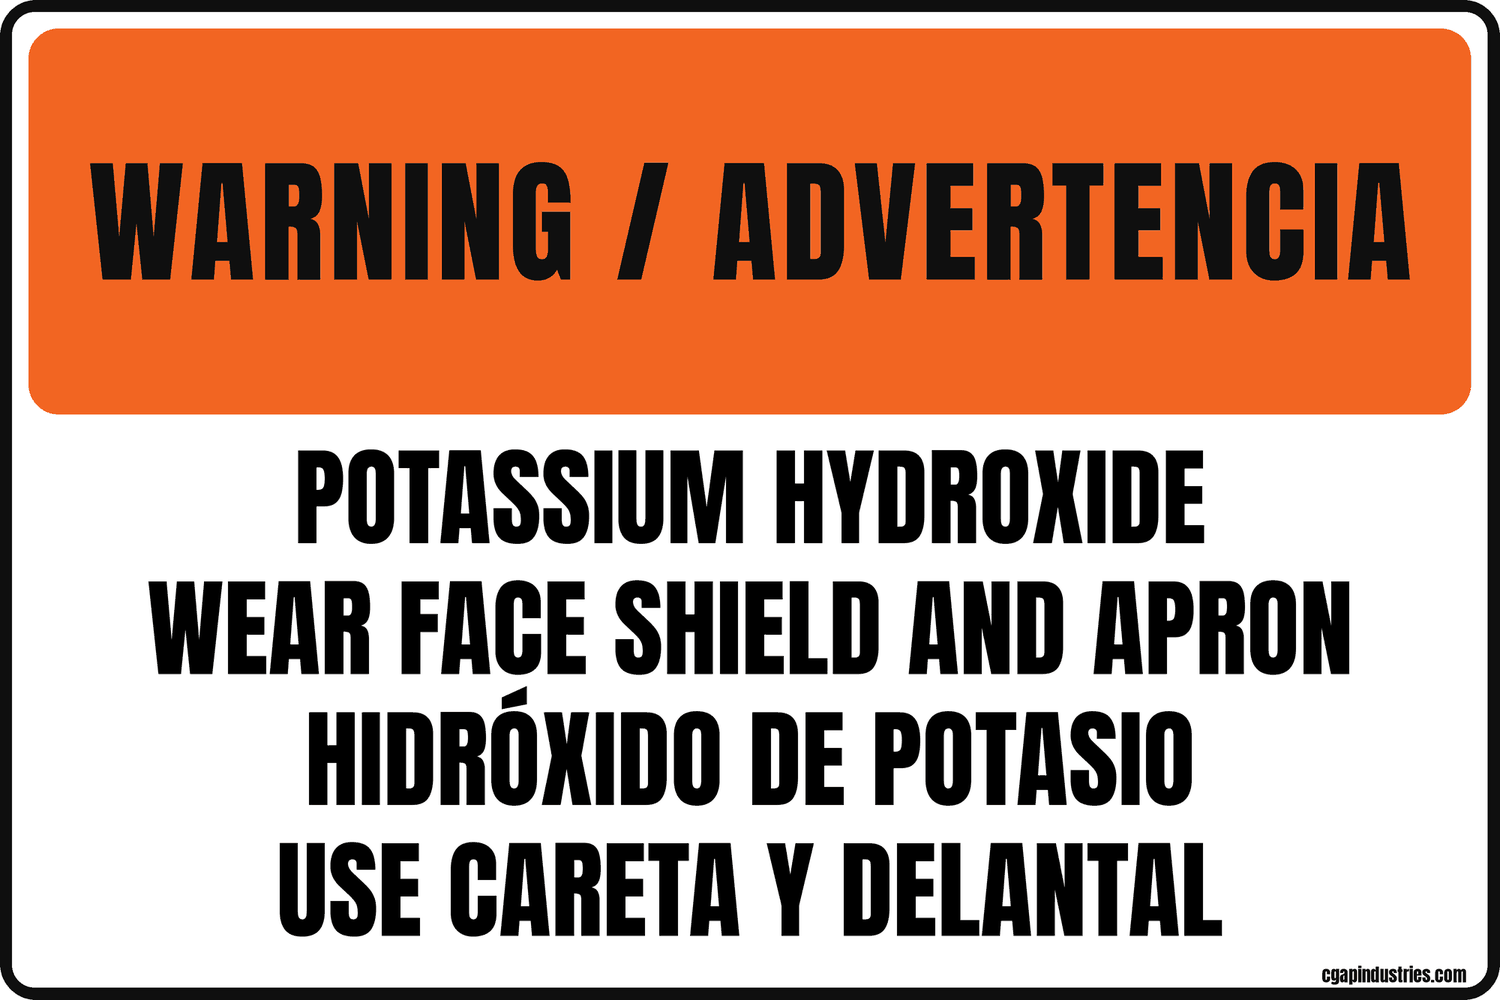 WARNING / ADVERTENCIA
POTASSIUM HYDROXIDE
WEAR FACE SHIELD AND APRON
HIDRÓXIDO DE POTASIO
USE CARETA Y DELANTAL
cgapindustries.com